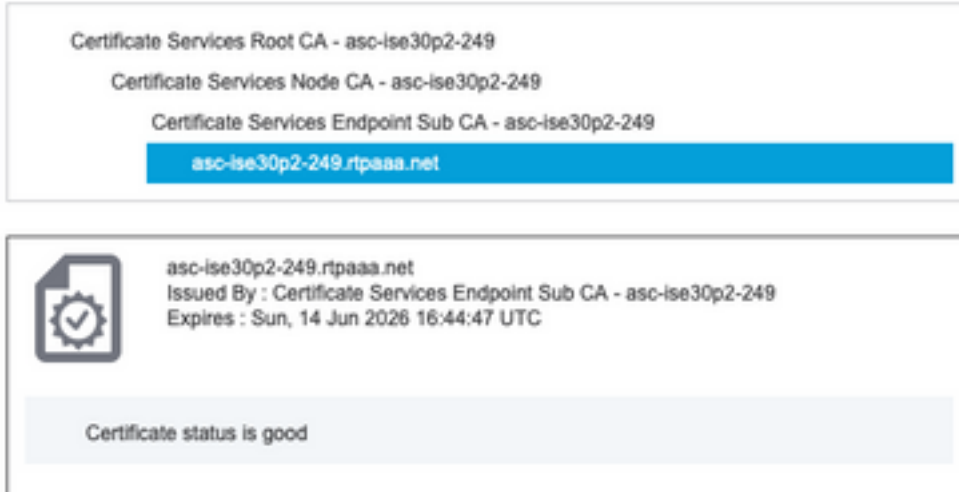 Certificate Services Root CA - asc-ise30p2-249
Certificate Services Node CA - asc-ise30p2-249
Certificate Services Endpoint Sub CA - asc-ise30p2-249
asc-ise30p2-249.rtpaaa.net
asc-ise30p2-249.rtpaaa.net
Issued By : Certificate Services Endpoint Sub CA - asc-ise30p2-249
Expires : Sun, 14 Jun 2026 16:44:47 UTC
Certificate status is good